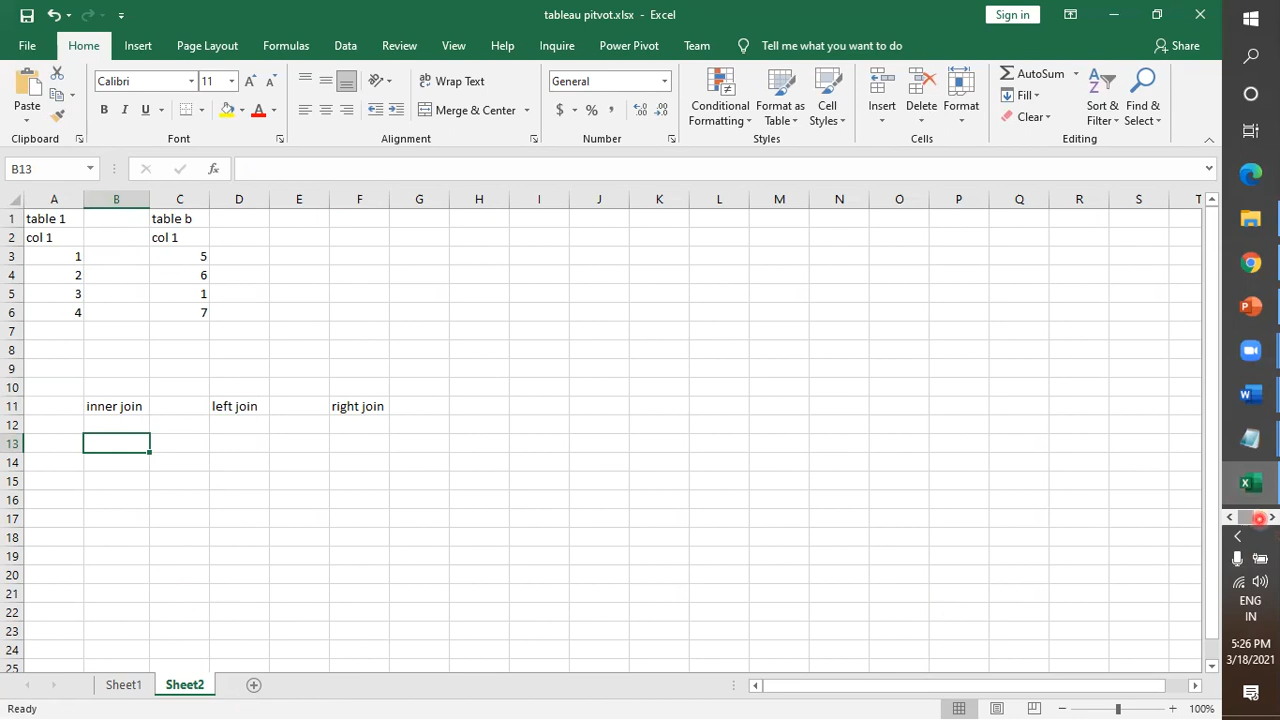 tableau pitvot.xlsx - Excel
Sign in
File Home Insert Page Layout Formulas Data Review View Help Inquire Power Pivot Team Tell me what you want to do Share
Paste
Calibri 11
Wrap Text
General
Merge & Center
Conditional Formatting
Format as Table
Cell Styles
Insert Delete Format
AutoSum
Fill
Clear
Sort & Filter
Find & Select
Clipboard Font Alignment Number Styles Cells Editing
B13
A B C D E F G H I J K L M N O P Q R S T
1 table 1 table b
2 col 1 col 1
3 1 5
4 2 6
5 3 1
6 4 7
7
8
9
10
11 inner join left join right join
12
13
14
15
16
17
18
19
20
21
22
23
24
25
Sheet1 Sheet2
Ready
100%
ENG
IN
5:26 PM
3/18/2021